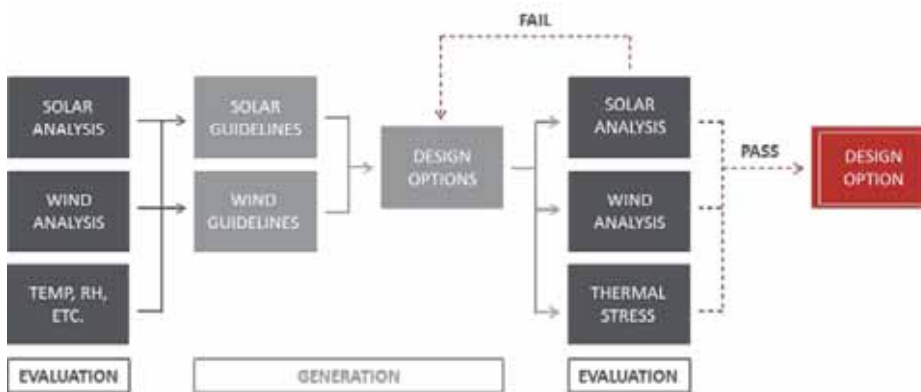 FAIL
SOLAR
ANALYSIS
SOLAR
GUIDELINES
DESIGN
OPTIONS
SOLAR
ANALYSIS
PASS
DESIGN
OPTION
WIND
ANALYSIS
WIND
GUIDELINES
WIND
ANALYSIS
TEMP, RH,
ETC.
THERMAL
STRESS
EVALUATION
GENERATION
EVALUATION